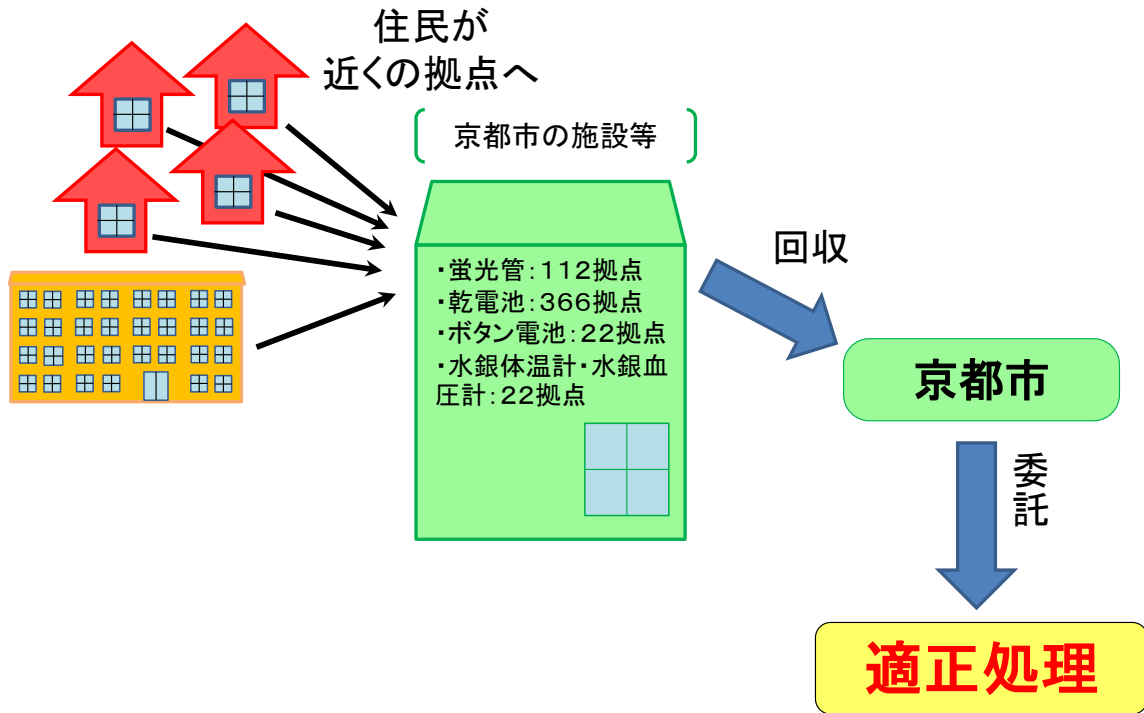 住民が
近くの拠点へ
京都市の施設等
・蛍光管：１１２拠点
・乾電池：３６６拠点
・ボタン電池：２２拠点
・水銀体温計・水銀血
圧計：２２拠点
回収
京都市
委託
適正処理